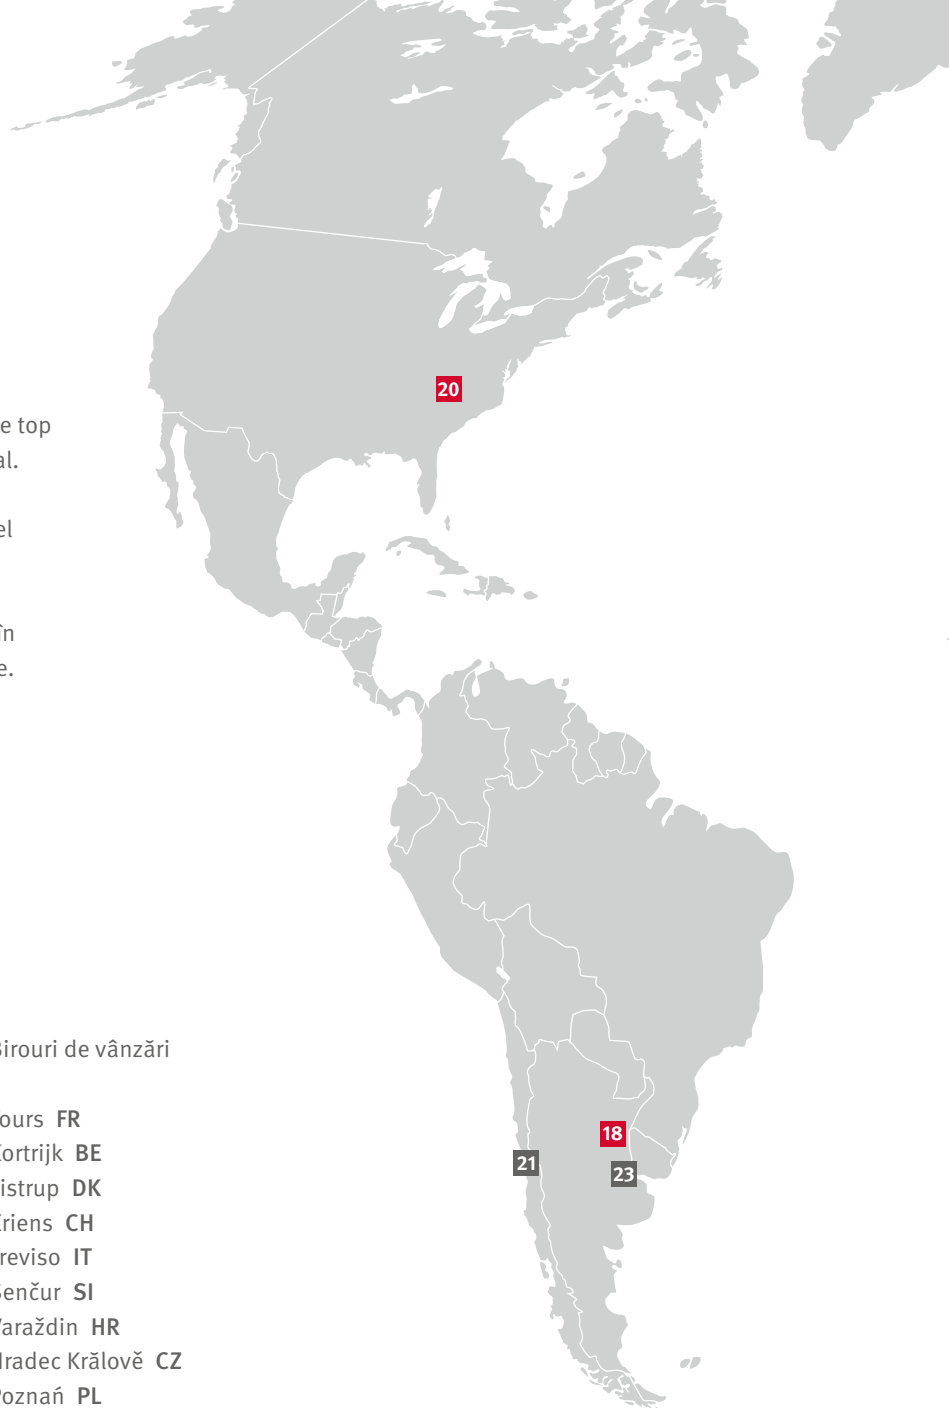 20
e top
al.
el
în
e.
Birouri de vânzări
ours FR
Kortrijk BE
istrup DK
Kriens CH
reviso IT
Šenčur SI
Varaždin HR
Hradec Králově CZ
Poznań PL
18
21
23